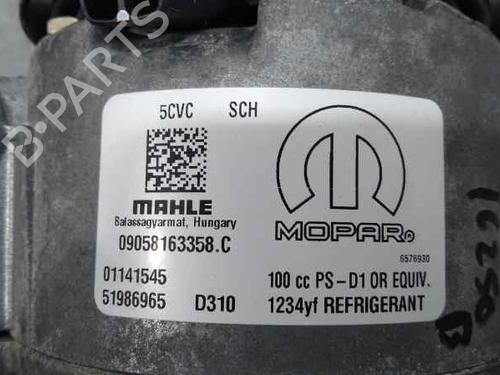 5CVC SCH
MAHLE
Balassagyarmat, Hungary
09058163358.C
MOPAR®
6576930
01141545
51986965 D310
100 cc PS-D1 OR EQUIV.
1234yf REFRIGERANT
B-PARTS